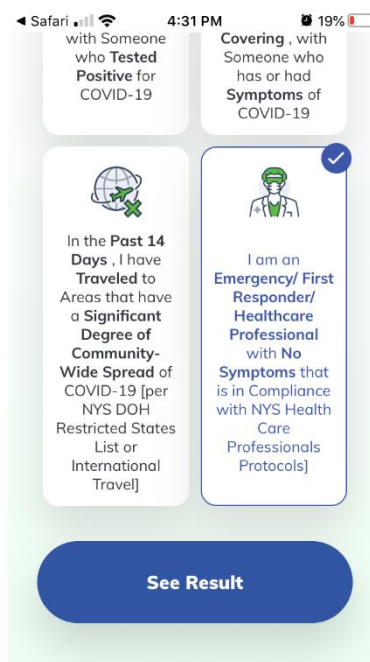 Safari
4:31 PM
19%
with Someone
who Tested
Positive for
COVID-19
Covering , with
Someone who
has or had
Symptoms of
COVID-19
In the Past 14
Days , I have
Traveled to
Areas that have
a Significant
Degree of
Community-
Wide Spread of
COVID-19 [per
NYS DOH
Restricted States
List or
International
Travel]
I am an
Emergency/ First
Responder/
Healthcare
Professional
with No
Symptoms that
is in Compliance
with NYS Health
Care
Professionals
Protocols]
See Result